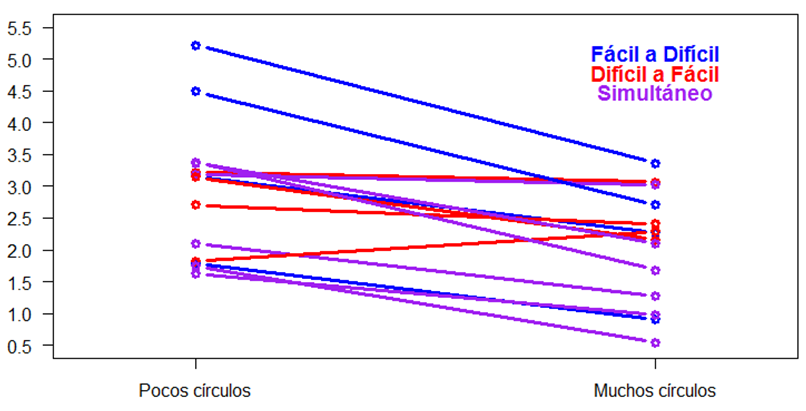 5.5
5.0
4.5
4.0
3.5
3.0
2.5
2.0
1.5
1.0
0.5
Fácil a Difícil
Difícil a Fácil
Simultáneo
Pocos círculos
Muchos círculos